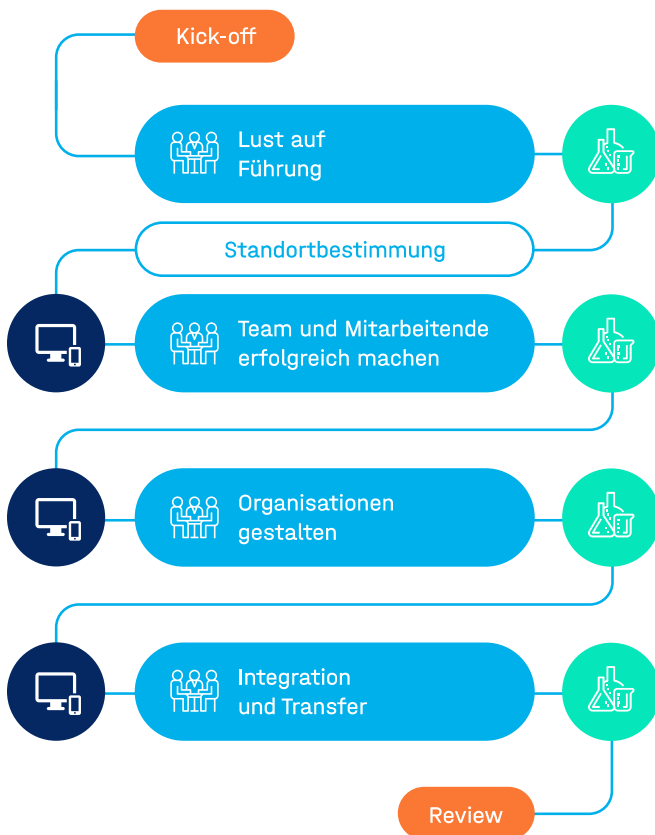 Kick-off
Lust auf
Führung
Standortbestimmung
Team und Mitarbeitende
erfolgreich machen
Organisationen
gestalten
Integration
und Transfer
Review